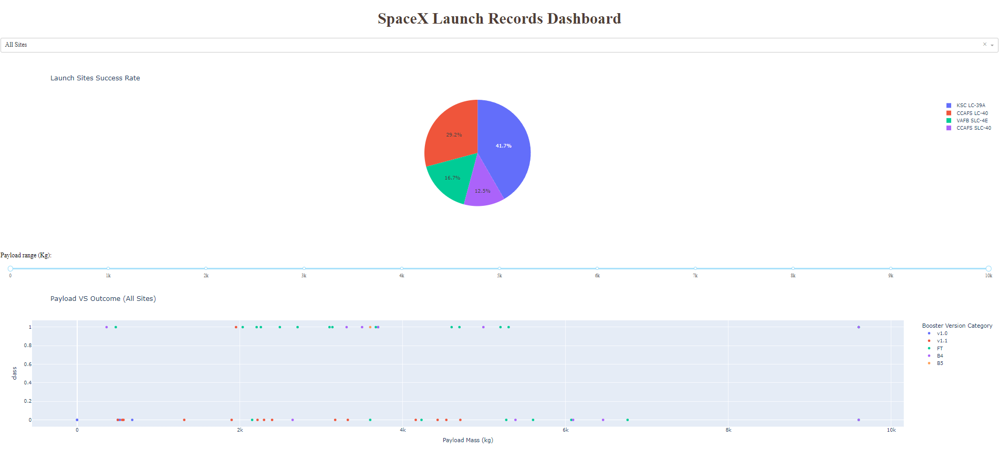 SpaceX Launch Records Dashboard
All Sites
×
Launch Sites Success Rate
KSC LC-39A
CCAFS LC-40
VAFB SLC-4E
CCAFS SLC-40
29.2%
41.7%
16.7%
12.5%
Payload range (Kg):
0 1k 2k 3k 4k 5k 6k 7k 8k 9k 10k
Payload VS Outcome (All Sites)
Booster Version Category
v1.0
v1.1
FT
B4
B5
1
0.8
0.6
0.4
0.2
0
class
0 2k 4k 6k 8k 10k
Payload Mass (kg)